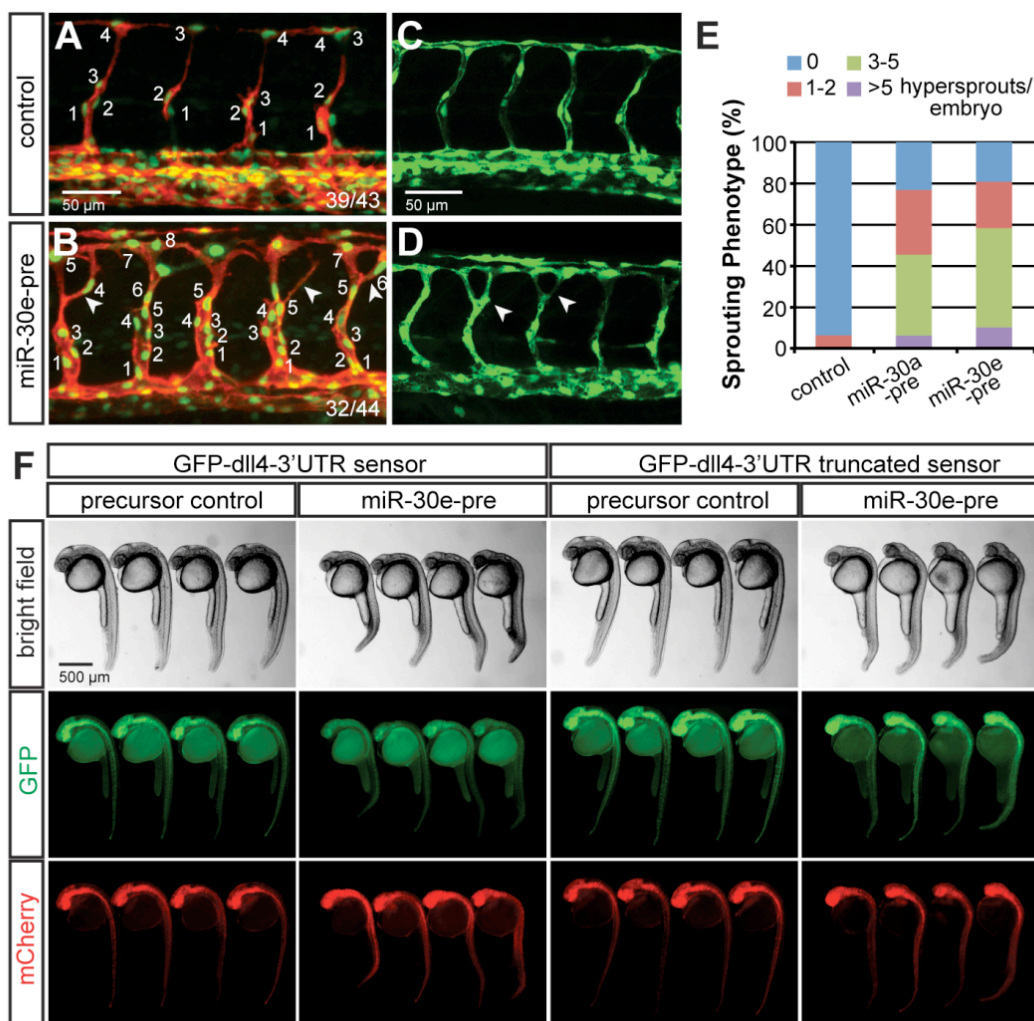 control
A
4
3
4
4
3
3
1
2
2
1
2
3
1
2
1
50 µm
39/43
C
50 µm
miR-30e-pre
B
5
7
8
7
4
6
5
5
6
4
5
4
5
3
4
3
3
4
3
2
2
3
1
2
1
1
2
1
2
1
32/44
D
E
0
3-5
1-2
>5 hypersprouts/
embryo
Sprouting Phenotype (%)
100
80
60
40
20
0
control
miR-30a
-pre
miR-30e
-pre
F
GFP-dll4-3'UTR sensor
GFP-dll4-3'UTR truncated sensor
precursor control
miR-30e-pre
precursor control
miR-30e-pre
bright field
500 µm
GFP
mCherry